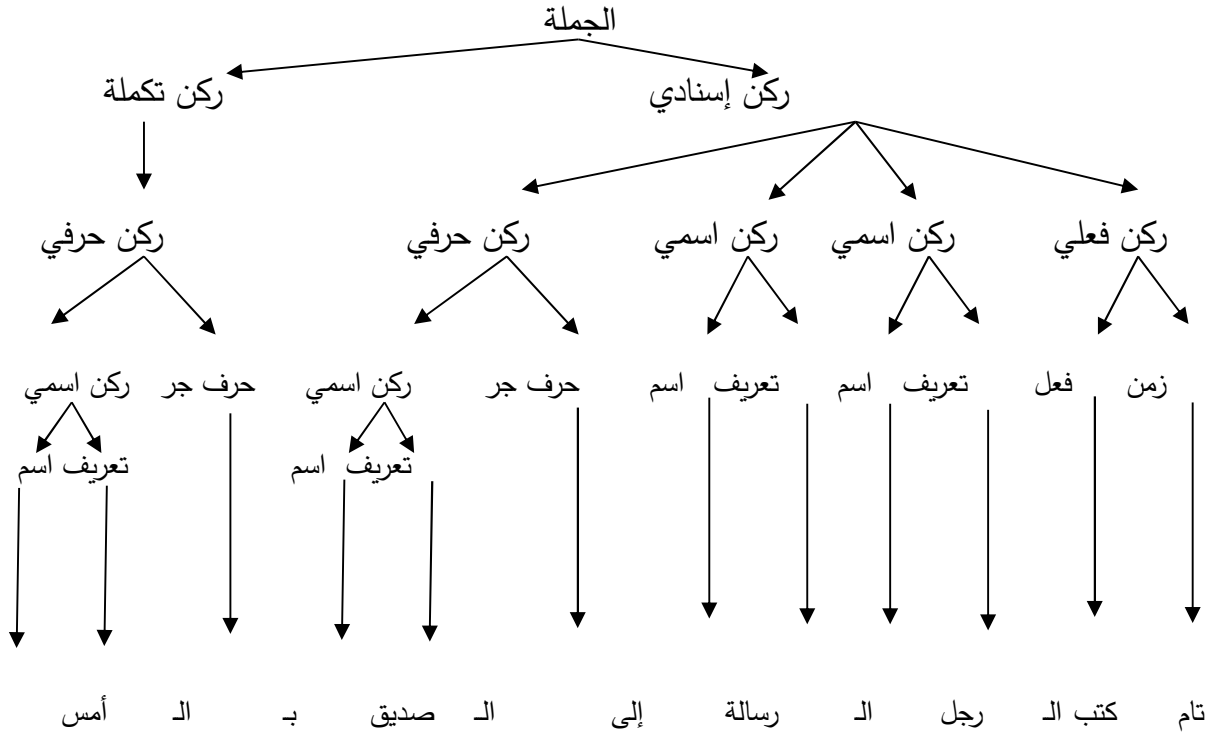 الجملة
ركن إسنادي ركن تكملة
ركن فعلي ركن اسمي ركن اسمي ركن حرفي ركن حرفي
زمن فعل تعريف اسم تعريف اسم حرف جر ركن اسمي حرف جر ركن اسمي
تعريف اسم تعريف اسم
تام كتب الـ رجل الـ رسالة إلى الـ صديق بـ الـ أمس